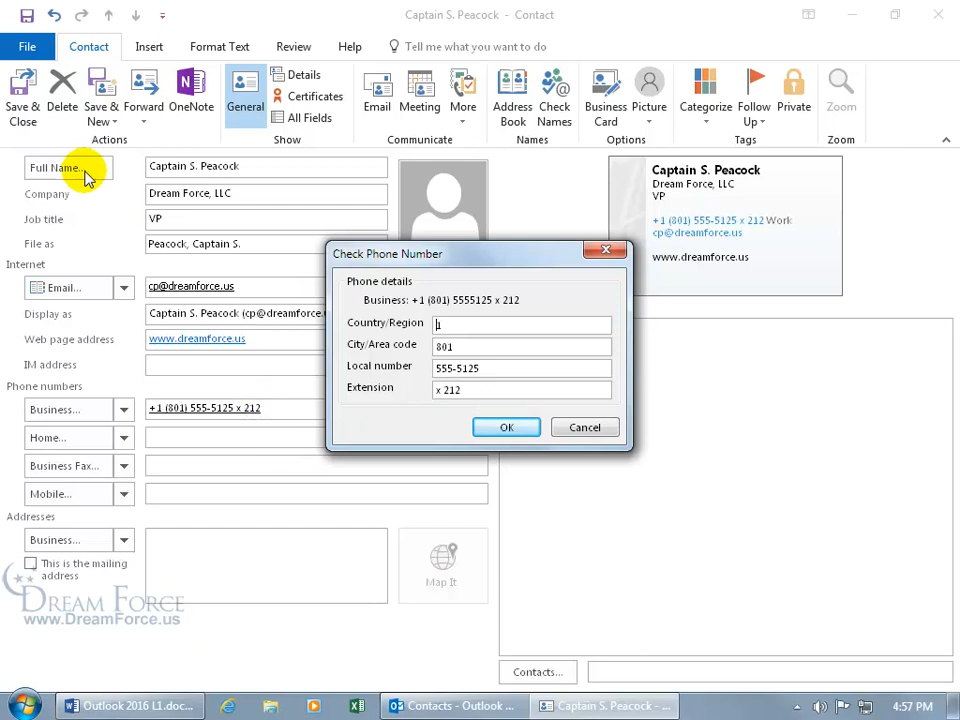 Captain S. Peacock - Contact
File Contact Insert Format Text Review Help Tell me what you want to do
Save & Close Delete Save & New Forward OneNote General Details Certificates All Fields Email Meeting More Address Book Check Names Business Card Picture Categorize Follow Up Private Zoom
Actions Show Communicate Names Options Tags Zoom
Full Name... Captain S. Peacock
Company Dream Force, LLC
Job title VP
File as Peacock, Captain S.
Internet
Email... cp@dreamforce.us
Display as Captain S. Peacock (cp@dreamforce.
Web page address www.dreamforce.us
IM address
Phone numbers
Business... +1 (801) 555-5125 x 212
Home...
Business Fax...
Mobile...
Addresses
Business...
This is the mailing address
Map It
Captain S. Peacock
Dream Force, LLC
VP
+1 (801) 555-5125 x 212 Work
cp@dreamforce.us
www.dreamforce.us
Check Phone Number
Phone details
Business: +1 (801) 5555125 x 212
Country/Region 1
City/Area code 801
Local number 555-5125
Extension x 212
OK Cancel
Contacts...
Dream Force
www.DreamForce.us
Outlook 2016 L1.doc... Contacts - Outlook ... Captain S. Peacock - ... 4:57 PM